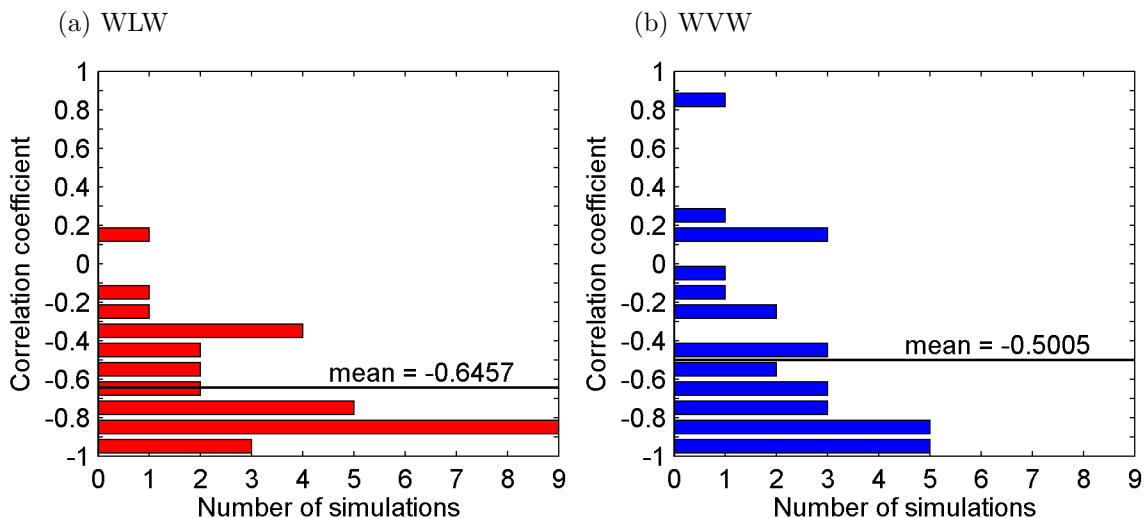 (a) WLW
1
0.8
0.6
0.4
0.2
0
-0.2
-0.4
-0.6
-0.8
-1
Correlation coefficient
mean = -0.6457
0 1 2 3 4 5 6 7 8 9
Number of simulations
(b) WVW
1
0.8
0.6
0.4
0.2
0
-0.2
-0.4
-0.6
-0.8
-1
Correlation coefficient
mean = -0.5005
0 1 2 3 4 5 6 7 8 9
Number of simulations